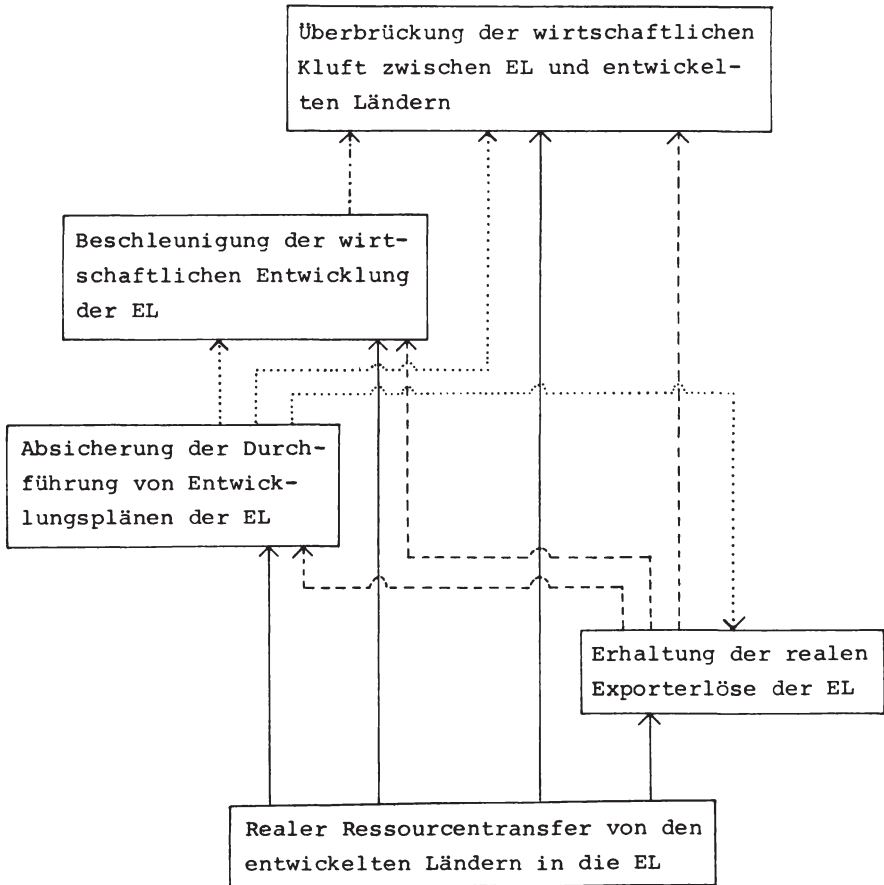 Überbrückung der wirtschaftlichen
Kluft zwischen EL und entwickel-
ten Ländern
Beschleunigung der wirt-
schaftlichen Entwicklung
der EL
Absicherung der Durch-
führung von Entwick-
lungsplänen der EL
Erhaltung der realen
Exporterlöse der EL
Realer Ressourcentransfer von den
entwickelten Ländern in die EL